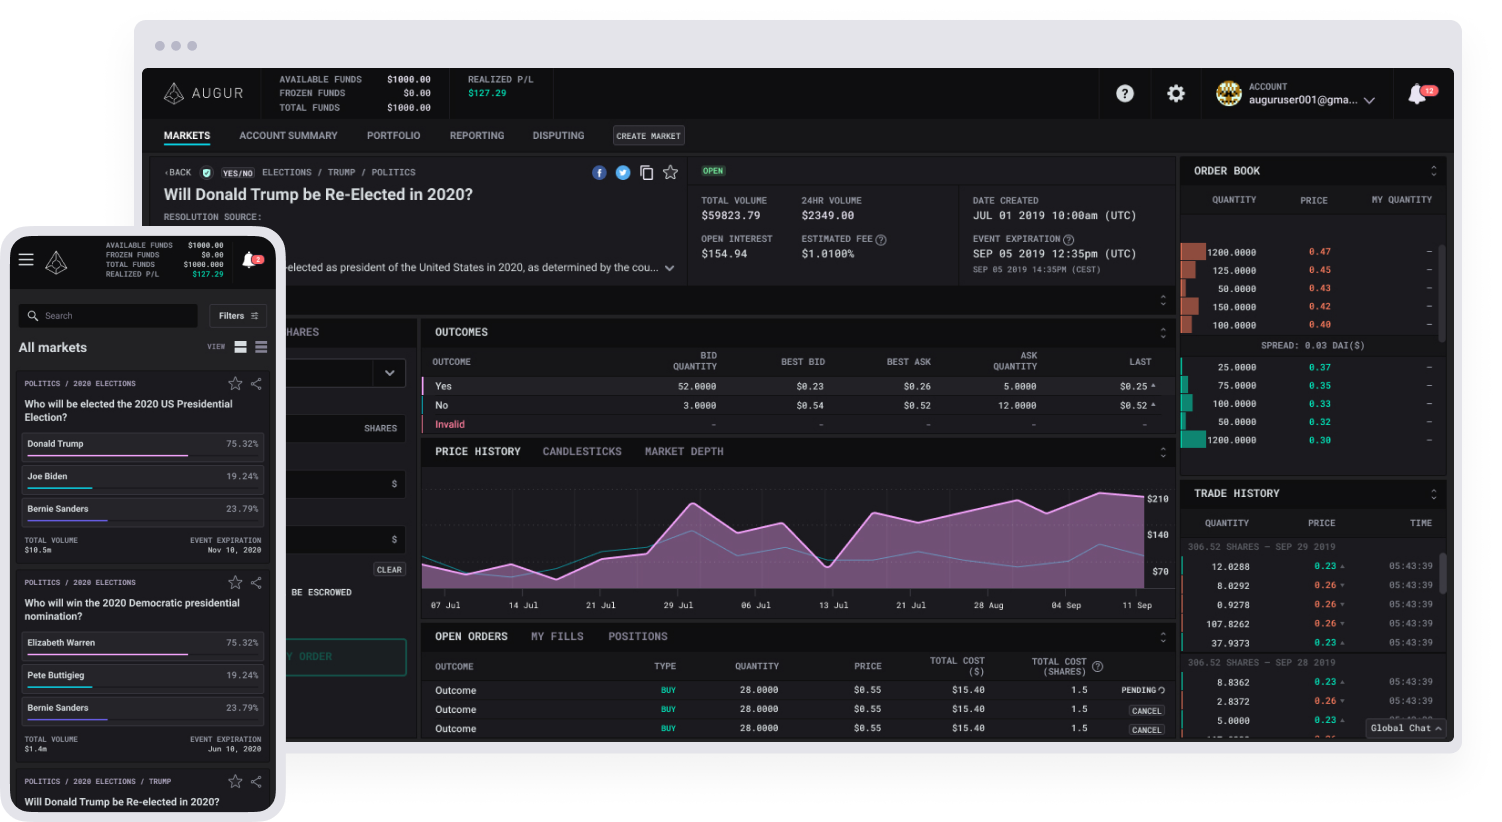 AUGUR
AVAILABLE FUNDS $1000.00
FROZEN FUNDS $0.00
TOTAL FUNDS $1000.00
REALIZED P/L
$127.29
?
ACCOUNT
auguruser001@gma...
12
MARKETS ACCOUNT SUMMARY PORTFOLIO REPORTING DISPUTING CREATE MARKET
‹BACK YES/NO ELECTIONS / TRUMP / POLITICS
Will Donald Trump be Re-Elected in 2020?
RESOLUTION SOURCE:
-elected as president of the United States in 2020, as determined by the cou...
OPEN
TOTAL VOLUME
$59823.79
24HR VOLUME
$2349.00
OPEN INTEREST
$154.94
ESTIMATED FEE ?
$1.0100%
DATE CREATED
JUL 01 2019 10:00am (UTC)
EVENT EXPIRATION ?
SEP 05 2019 12:35pm (UTC)
SEP 05 2019 14:35PM (CEST)
HARES
SHARES
$
$
CLEAR
BE ESCROWED
Y ORDER
OUTCOMES
OUTCOME BID QUANTITY BEST BID BEST ASK ASK QUANTITY LAST
Yes 52.0000 $0.23 $0.26 5.0000 $0.25
No 3.0000 $0.54 $0.52 12.0000 $0.52
Invalid - - - - -
PRICE HISTORY CANDLESTICKS MARKET DEPTH
$210
$140
$70
07 Jul 14 Jul 21 Jul 29 Jul 06 Jul 13 Jul 21 Jul 28 Aug 04 Sep 11 Sep
OPEN ORDERS MY FILLS POSITIONS
OUTCOME TYPE QUANTITY PRICE TOTAL COST ($) TOTAL COST (SHARES) ?
Outcome BUY 28.0000 $0.55 $15.40 1.5 PENDING
Outcome BUY 28.0000 $0.55 $15.40 1.5 CANCEL
Outcome BUY 28.0000 $0.55 $15.40 1.5 CANCEL
ORDER BOOK
QUANTITY PRICE MY QUANTITY
1200.0000 0.47 –
125.0000 0.45 –
50.0000 0.43 –
150.0000 0.42 –
100.0000 0.40 –
SPREAD: 0.03 DAI($)
25.0000 0.37 –
75.0000 0.35 –
100.0000 0.33 –
50.0000 0.32 –
1200.0000 0.30 –
TRADE HISTORY
QUANTITY PRICE TIME
306.52 SHARES – SEP 29 2019
12.0288 0.23 05:43:39
8.0292 0.26 05:43:39
0.9278 0.26 05:43:39
107.8262 0.26 05:43:39
37.9373 0.23 05:43:39
306.52 SHARES – SEP 28 2019
8.8362 0.23 05:43:39
2.8372 0.26 05:43:39
5.0000 0.23
Global Chat
AVAILABLE FUNDS $1000.00
FROZEN FUNDS $0.00
TOTAL FUNDS $1000.000
REALIZED P/L $127.29
2
Search
Filters
All markets
VIEW
POLITICS / 2020 ELECTIONS
Who will be elected the 2020 US Presidential
Election?
Donald Trump 75.32%
Joe Biden 19.24%
Bernie Sanders 23.79%
TOTAL VOLUME EVENT EXPIRATION
$10.5m Nov 10, 2020
POLITICS / 2020 ELECTIONS
Who will win the 2020 Democratic presidential
nomination?
Elizabeth Warren 75.32%
Pete Buttigieg 19.24%
Bernie Sanders 23.79%
TOTAL VOLUME EVENT EXPIRATION
$1.4m Jun 10, 2020
POLITICS / 2020 ELECTIONS / TRUMP
Will Donald Trump be Re-elected in 2020?